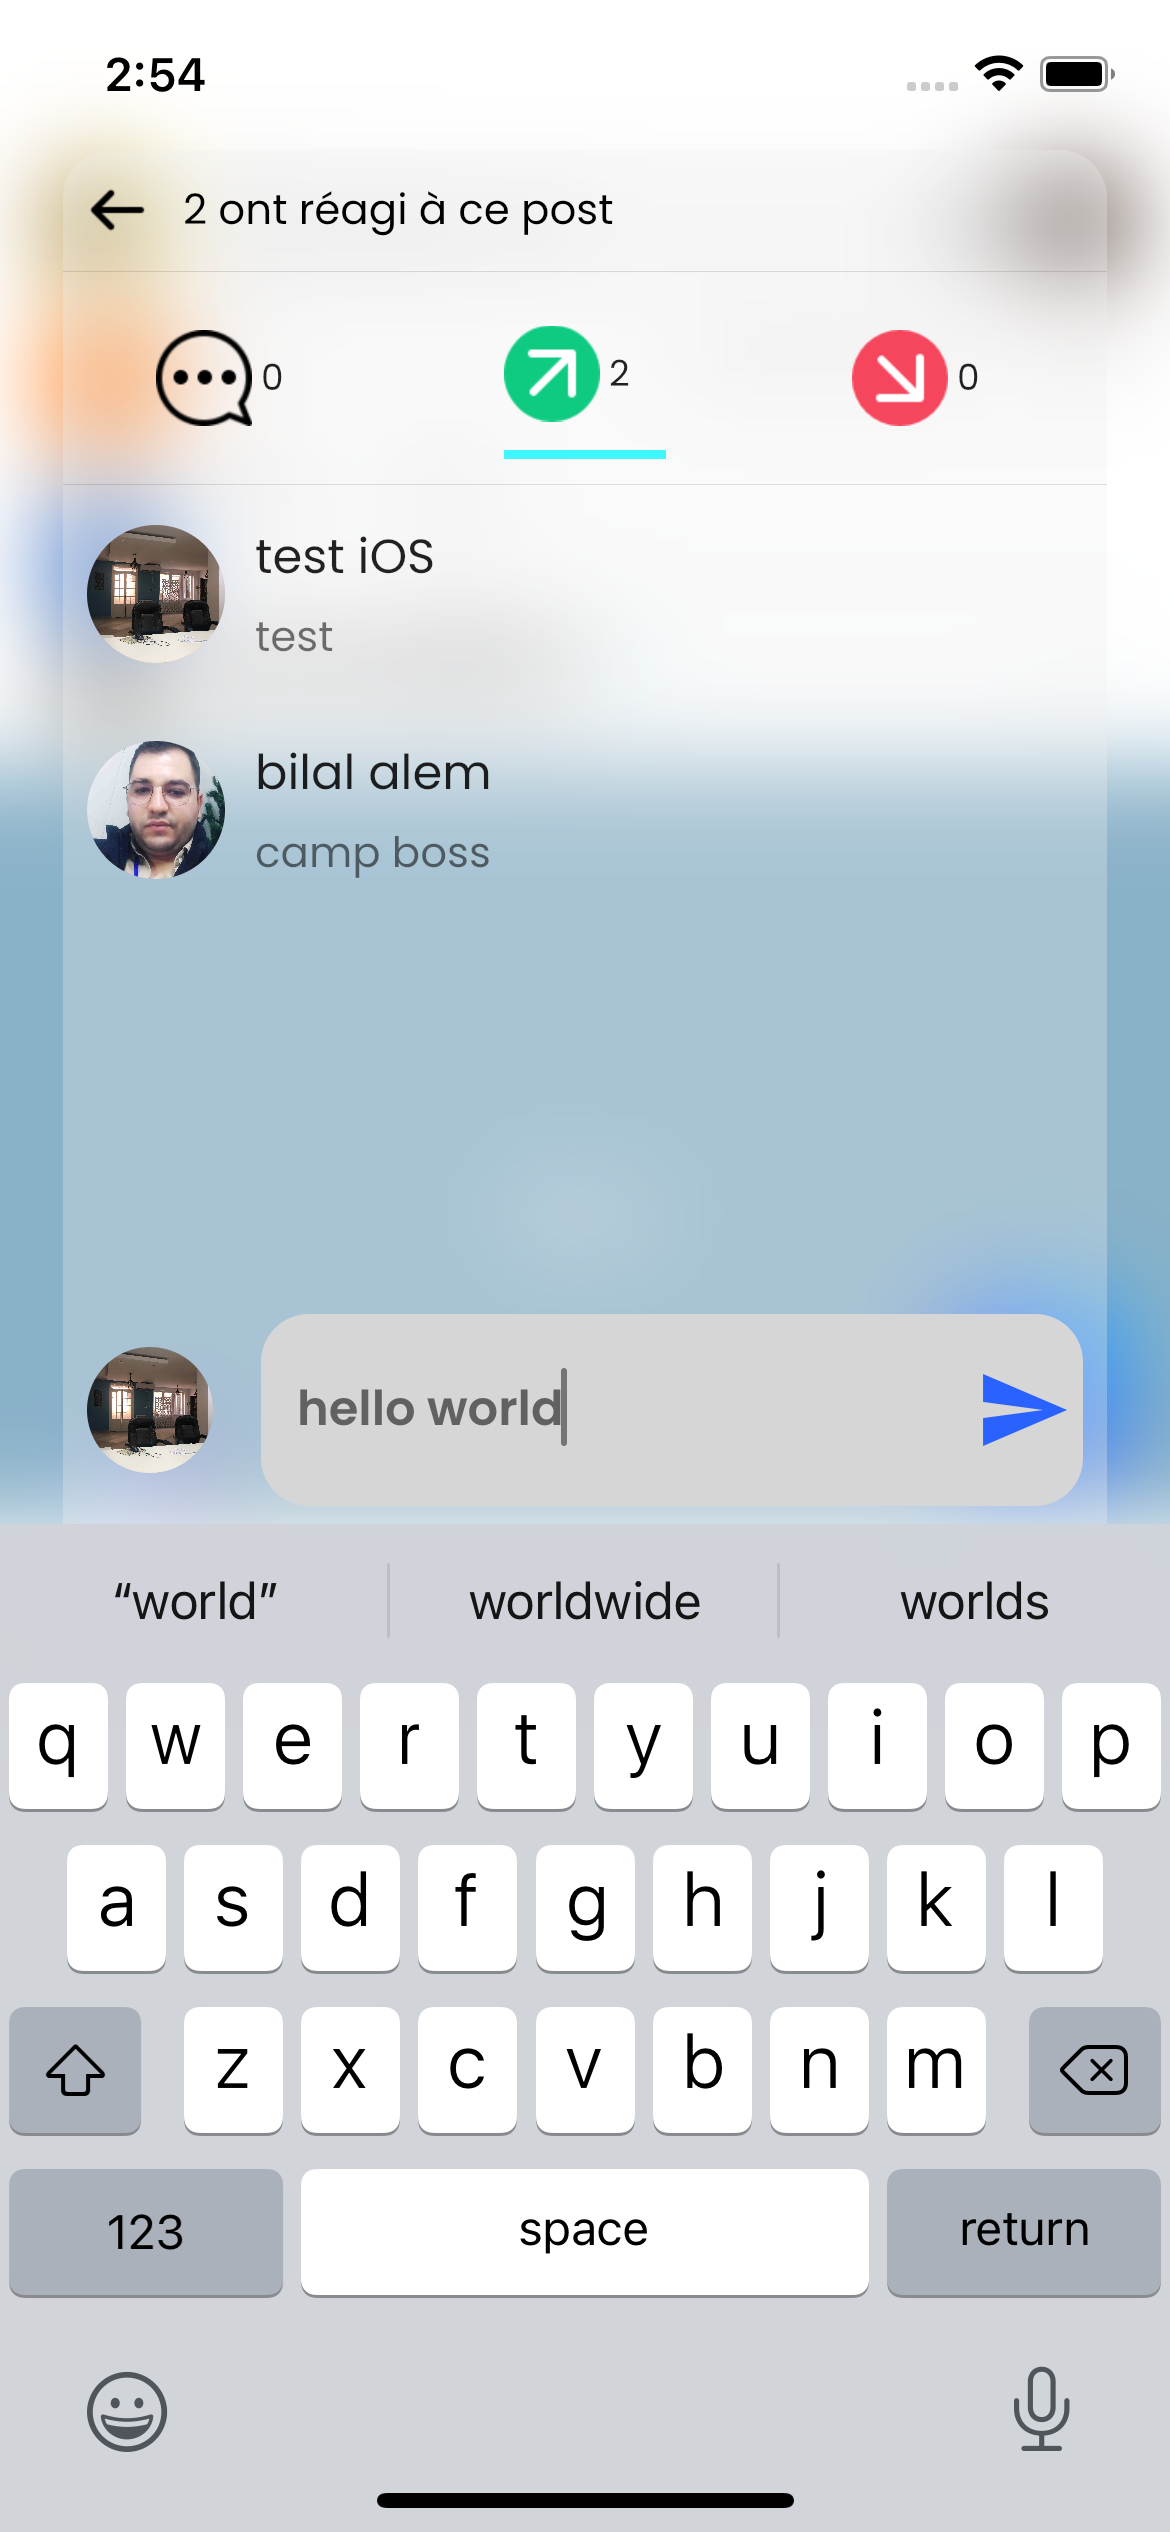 2:54
2 ont réagi à ce post
0
2
0
test iOS
test
bilal alem
camp boss
hello world
“world” worldwide worlds
q w e r t y u i o p
a s d f g h j k l
z x c v b n m
123 space return